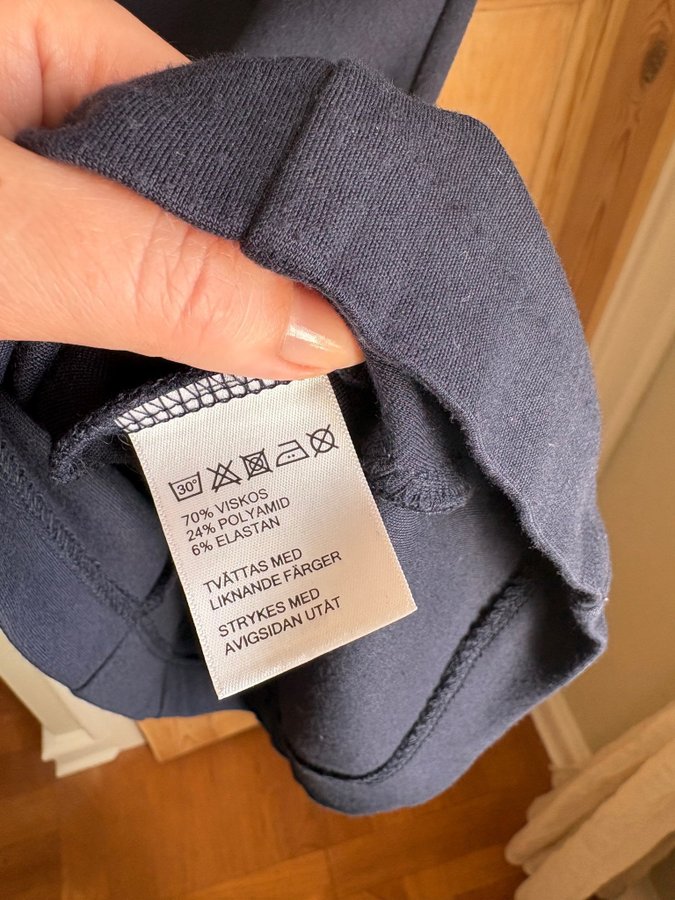 30°
70% VISKOS
24% POLYAMID
6% ELASTAN
TVÄTTAS MED
LIKNANDE FÄRGER
STRYKES MED
AVIGSIDAN UTÅT